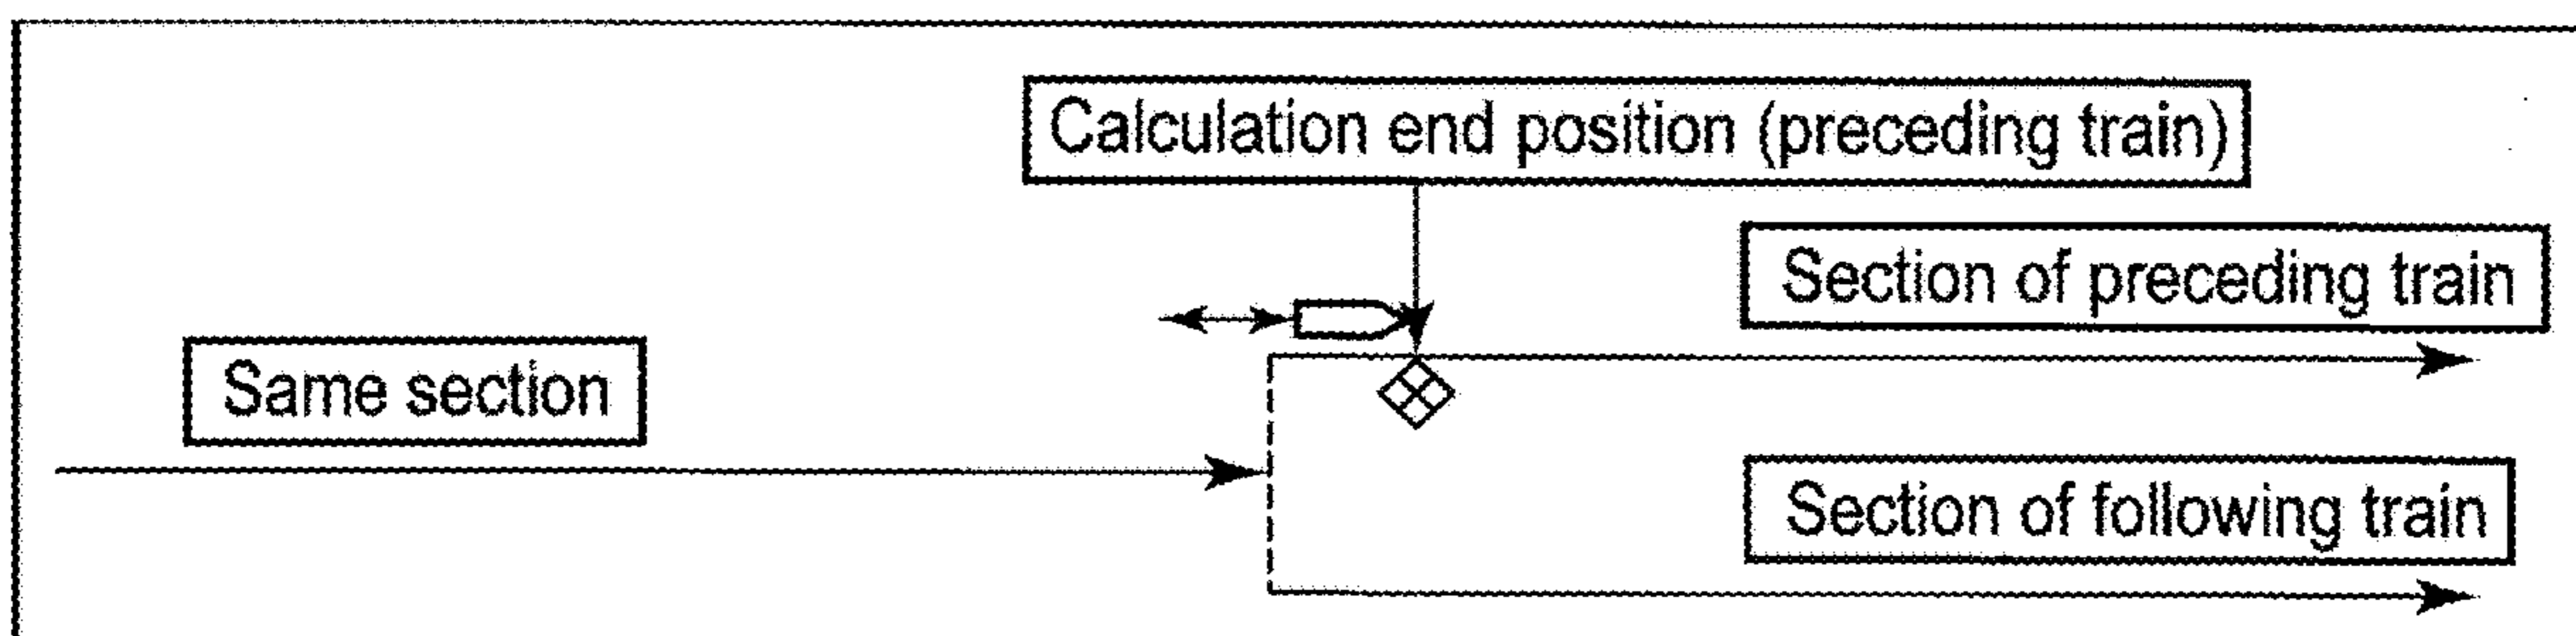 Calculation end position (preceding train)
Section of preceding train
Same section
Section of following train